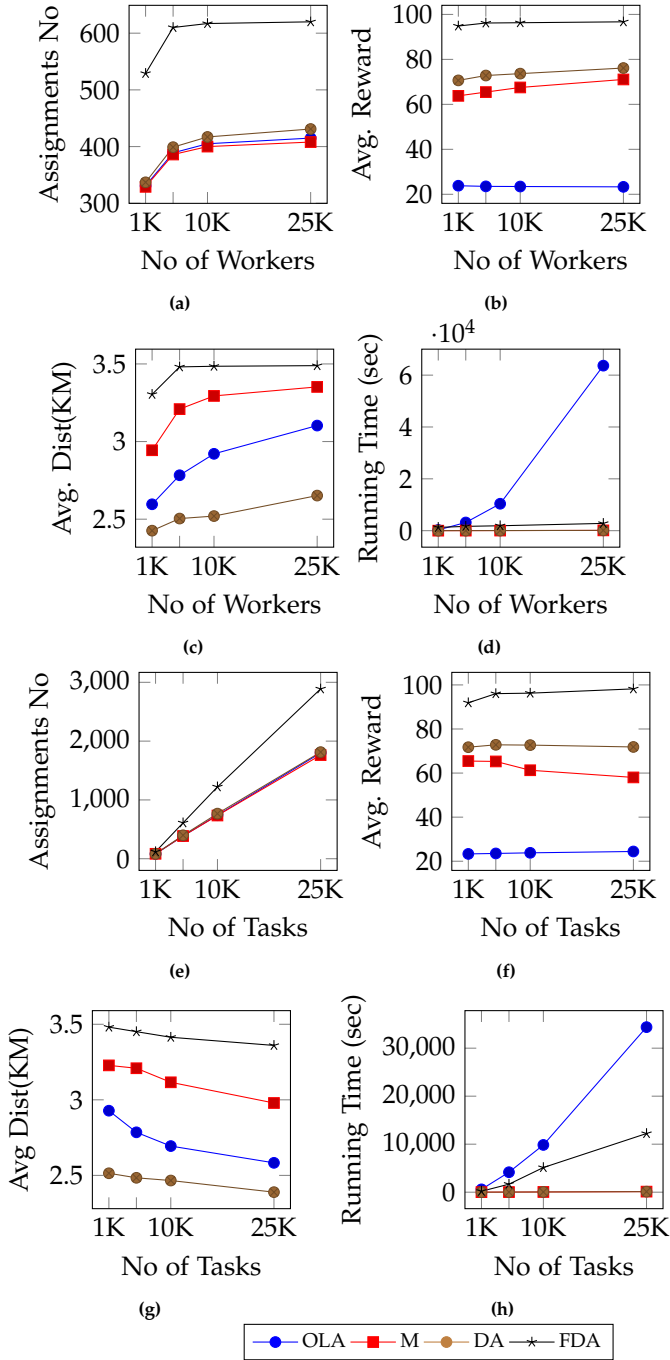 600
500
400
300
Assignments No
1K 10K 25K
No of Workers
(a)
100
80
60
40
20
Avg. Reward
1K 10K 25K
No of Workers
(b)
3.5
3
2.5
Avg. Dist(KM)
1K 10K 25K
No of Workers
(c)
·10^4
6
4
2
0
Running Time (sec)
1K 10K 25K
No of Workers
(d)
3,000
2,000
1,000
0
Assignments No
1K 10K 25K
No of Tasks
(e)
100
80
60
40
20
Avg. Reward
1K 10K 25K
No of Tasks
(f)
3.5
3
2.5
Avg Dist(KM)
1K 10K 25K
No of Tasks
(g)
30,000
20,000
10,000
0
Running Time (sec)
1K 10K 25K
No of Tasks
(h)
OLA M DA FDA